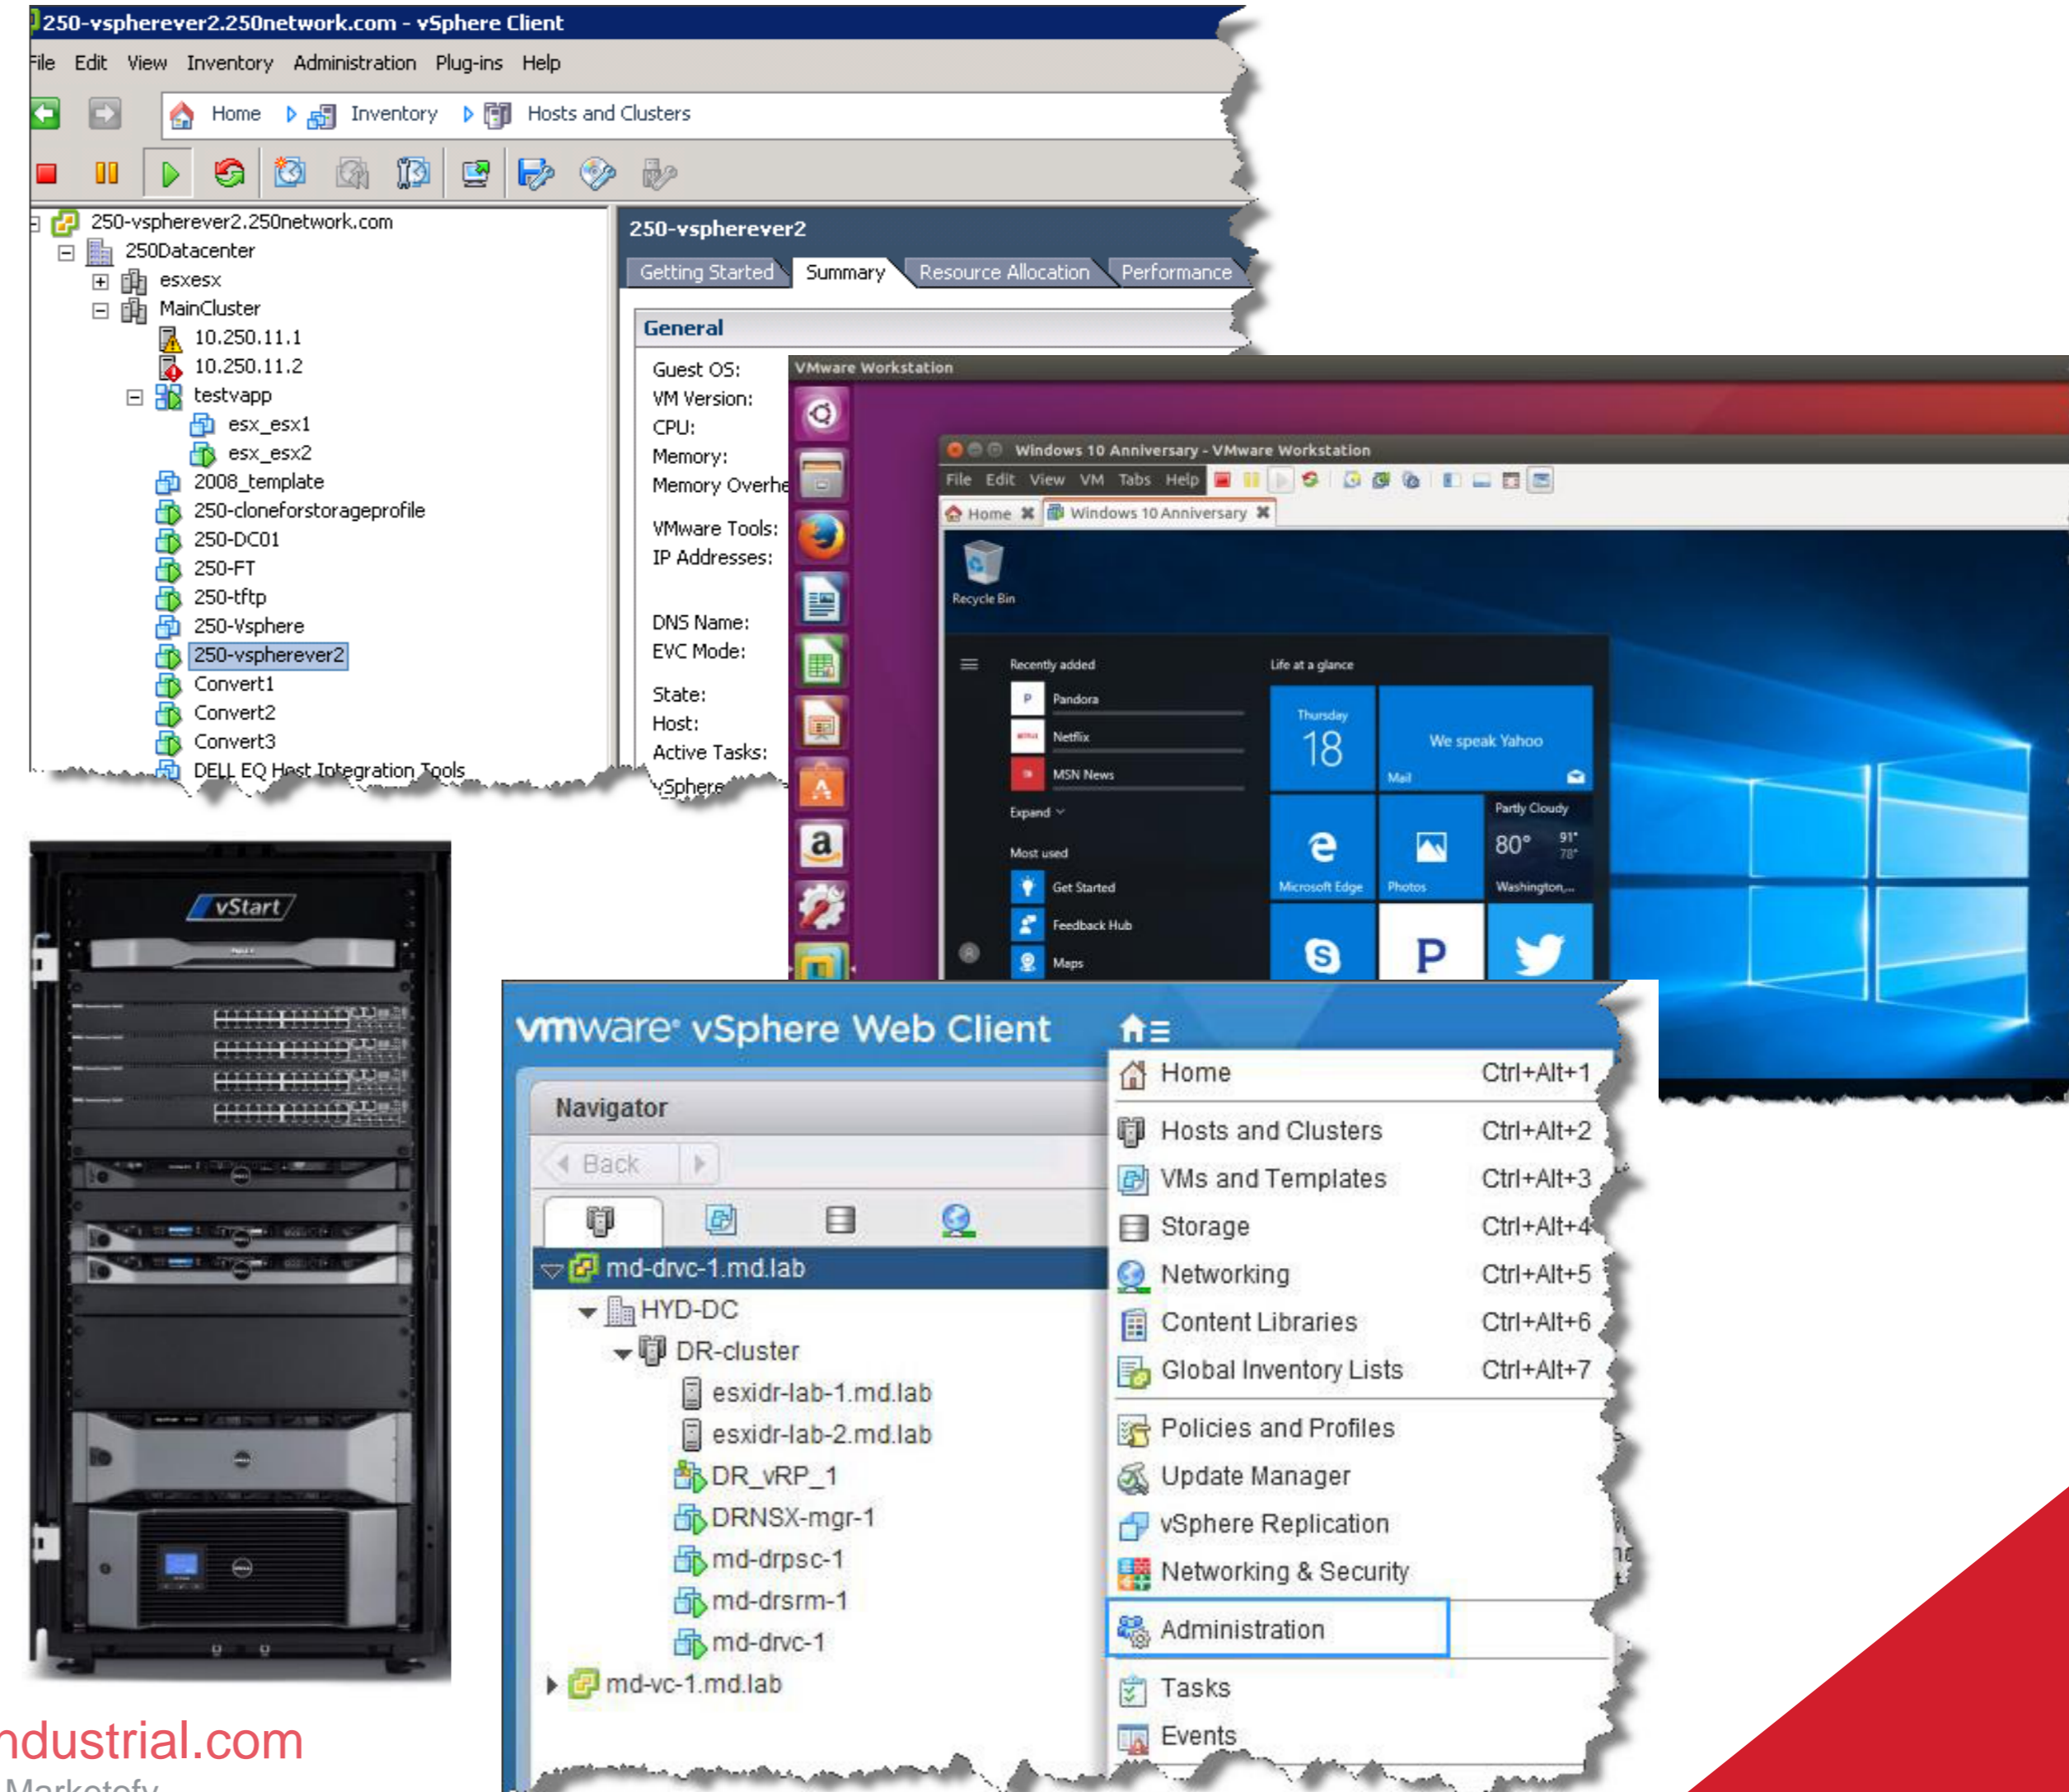 250-vspherever2.250network.com - vSphere Client
File Edit View Inventory Administration Plug-ins Help
Home Inventory Hosts and Clusters
250-vspherever2.250network.com
250Datacenter
esxesx
MainCluster
10.250.11.1
10.250.11.2
testvapp
esx_esx1
esx_esx2
2008_template
250-cloneforstorageprofile
250-DC01
250-FT
250-tftp
250-Vsphere
250-vspherever2
Convert1
Convert2
Convert3
DELL EQ Host Integration Tools
250-vspherever2
Getting Started Summary Resource Allocation Performance
General
Guest OS:
VM Version:
CPU:
Memory:
Memory Overhe
VMware Tools:
IP Addresses:
DNS Name:
EVC Mode:
State:
Host:
Active Tasks:
vSphere
VMware Workstation
Windows 10 Anniversary - VMware Workstation
File Edit View VM Tabs Help
Home Windows 10 Anniversary
Recycle Bin
Recently added
Pandora
Netflix
MSN News
Expand
Most used
Get Started
Feedback Hub
Maps
Life at a glance
Thursday
18
We speak Yahoo
Mail
Microsoft Edge
Photos
Partly Cloudy
80° 91°
78°
Washington,...
vStart
vmware vSphere Web Client
Navigator
Back
md-drvc-1.md.lab
HYD-DC
DR-cluster
esxidr-lab-1.md.lab
esxidr-lab-2.md.lab
DR_vRP_1
DRNSX-mgr-1
md-drpsc-1
md-drsrm-1
md-drvc-1
md-vc-1.md.lab
Home Ctrl+Alt+1
Hosts and Clusters Ctrl+Alt+2
VMs and Templates Ctrl+Alt+3
Storage Ctrl+Alt+4
Networking Ctrl+Alt+5
Content Libraries Ctrl+Alt+6
Global Inventory Lists Ctrl+Alt+7
Policies and Profiles
Update Manager
vSphere Replication
Networking & Security
Administration
Tasks
Events
ndustrial.com
Marketofy